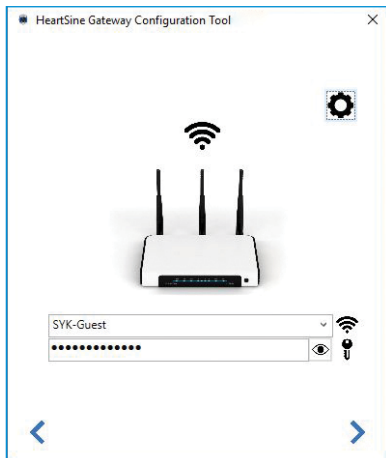 HeartSine Gateway Configuration Tool
SYK-Guest
•••••••••••••